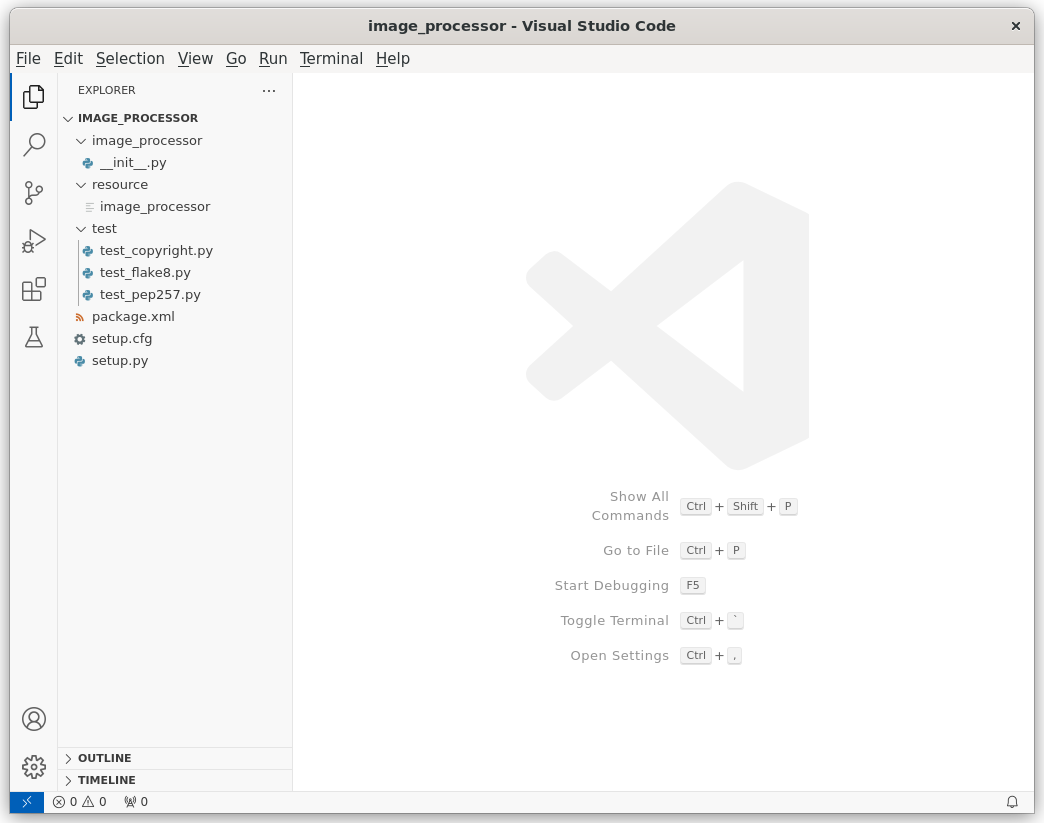 image_processor - Visual Studio Code
File Edit Selection View Go Run Terminal Help
EXPLORER
IMAGE_PROCESSOR
image_processor
__init__.py
resource
image_processor
test
test_copyright.py
test_flake8.py
test_pep257.py
package.xml
setup.cfg
setup.py
Show All
Commands
Ctrl + Shift + P
Go to File Ctrl + P
Start Debugging F5
Toggle Terminal Ctrl + `
Open Settings Ctrl + ,
OUTLINE
TIMELINE
0 0 0